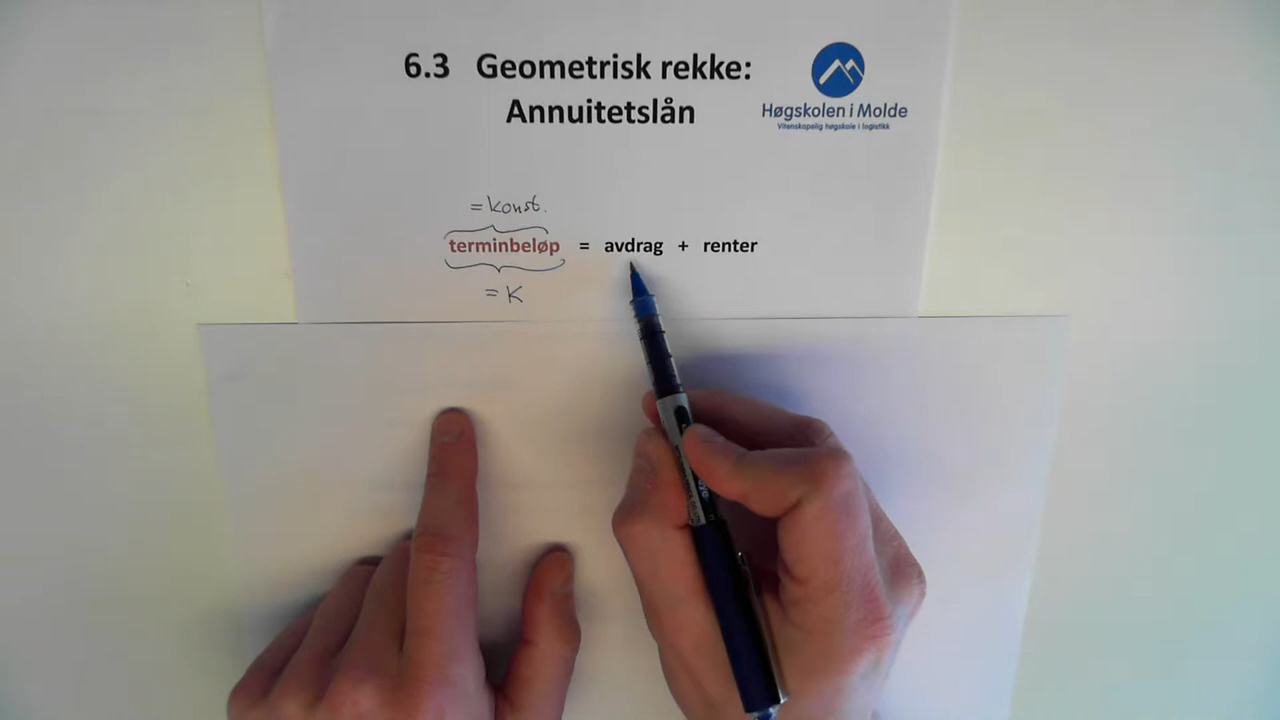 6.3 Geometrisk rekke:
Annuitetslån
Høgskolen i Molde
Vitenskapelig høgskole i logistikk
= konst.
terminbeløp = avdrag + renter
= K